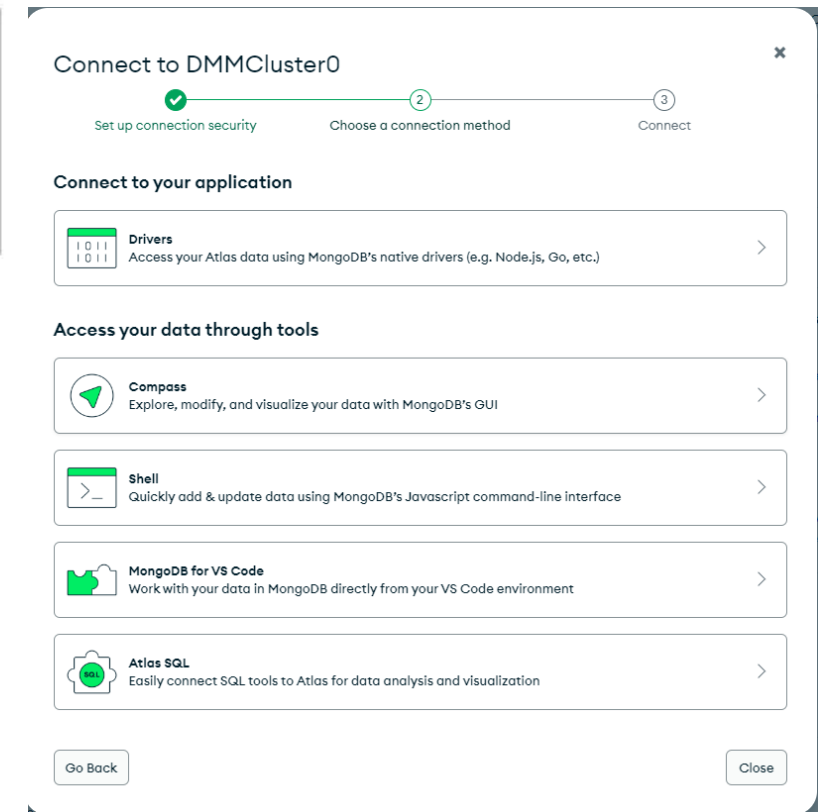 Connect to DMMCluster0
2
3
Set up connection security
Choose a connection method
Connect
Connect to your application
1011
1011
Drivers
Access your Atlas data using MongoDB's native drivers (e.g. Node.js, Go, etc.)
Access your data through tools
Compass
Explore, modify, and visualize your data with MongoDB's GUI
>_
Shell
Quickly add & update data using MongoDB's Javascript command-line interface
MongoDB for VS Code
Work with your data in MongoDB directly from your VS Code environment
SQL
Atlas SQL
Easily connect SQL tools to Atlas for data analysis and visualization
Go Back
Close